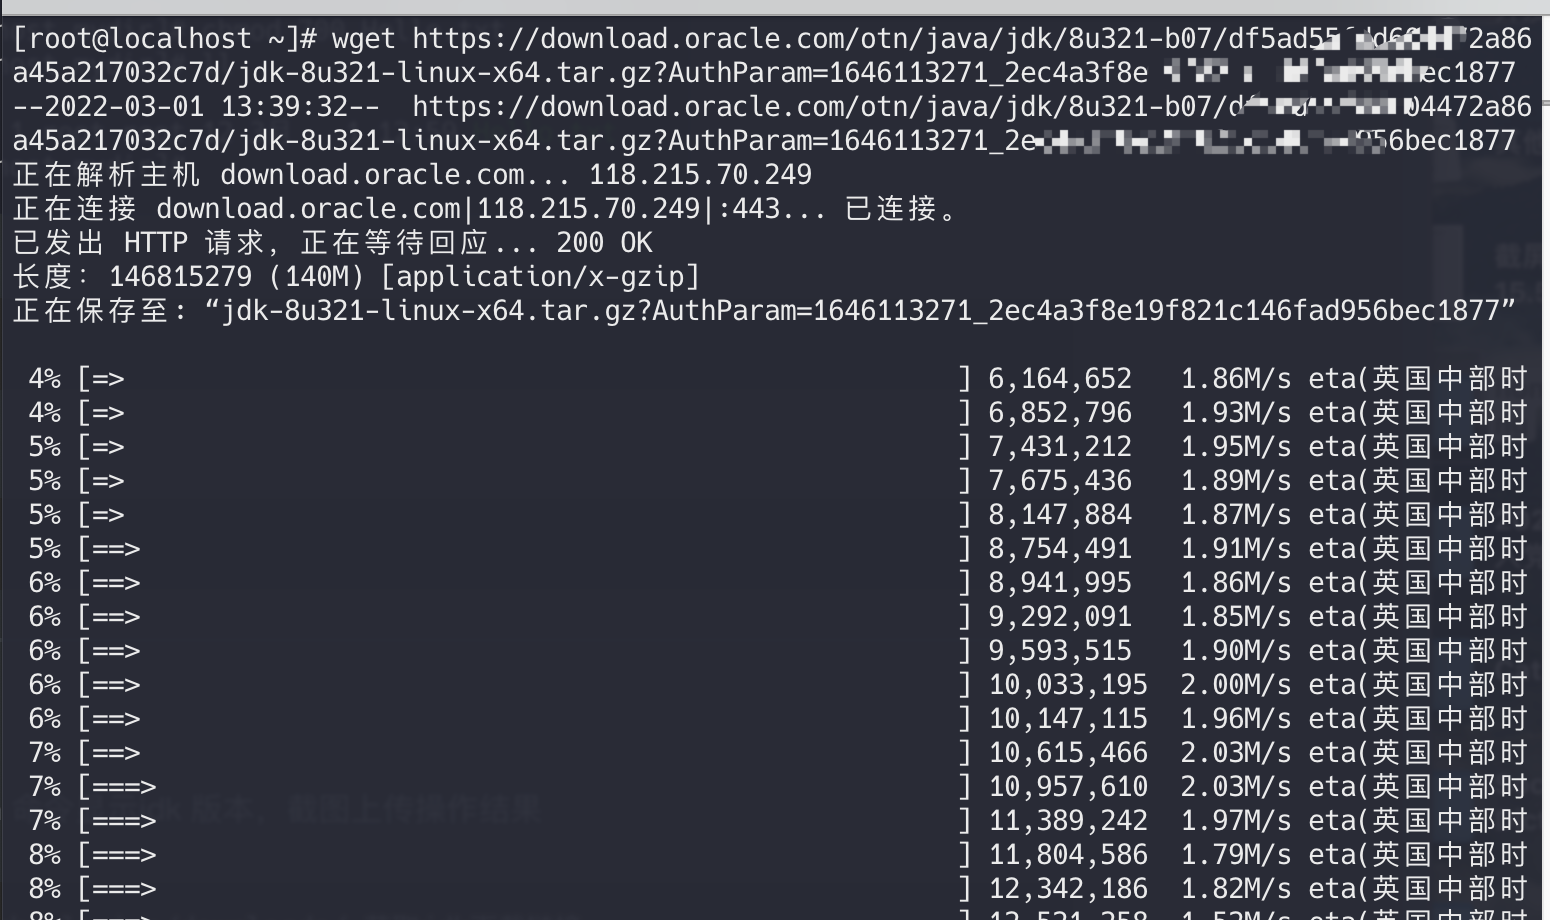 [root@localhost ~]# wget https://download.oracle.com/otn/java/jdk/8u321-b07/df5ad55 2a86
a45a217032c7d/jdk-8u321-linux-x64.tar.gz?AuthParam=1646113271_2ec4a3f8e ec1877
--2022-03-01 13:39:32--  https://download.oracle.com/otn/java/jdk/8u321-b07/d 04472a86
a45a217032c7d/jdk-8u321-linux-x64.tar.gz?AuthParam=1646113271_2e 956bec1877
正在解析主机 download.oracle.com... 118.215.70.249
正在连接 download.oracle.com|118.215.70.249|:443... 已连接。
已发出 HTTP 请求，正在等待回应... 200 OK
长度：146815279 (140M) [application/x-gzip]
正在保存至: “jdk-8u321-linux-x64.tar.gz?AuthParam=1646113271_2ec4a3f8e19f821c146fad956bec1877”
4% [=> ] 6,164,652 1.86M/s eta(英国中部时
4% [=> ] 6,852,796 1.93M/s eta(英国中部时
5% [=> ] 7,431,212 1.95M/s eta(英国中部时
5% [=> ] 7,675,436 1.89M/s eta(英国中部时
5% [=> ] 8,147,884 1.87M/s eta(英国中部时
5% [==> ] 8,754,491 1.91M/s eta(英国中部时
6% [==> ] 8,941,995 1.86M/s eta(英国中部时
6% [==> ] 9,292,091 1.85M/s eta(英国中部时
6% [==> ] 9,593,515 1.90M/s eta(英国中部时
6% [==> ] 10,033,195 2.00M/s eta(英国中部时
6% [==> ] 10,147,115 1.96M/s eta(英国中部时
7% [==> ] 10,615,466 2.03M/s eta(英国中部时
7% [===> ] 10,957,610 2.03M/s eta(英国中部时
7% [===> ] 11,389,242 1.97M/s eta(英国中部时
8% [===> ] 11,804,586 1.79M/s eta(英国中部时
8% [===> ] 12,342,186 1.82M/s eta(英国中部时